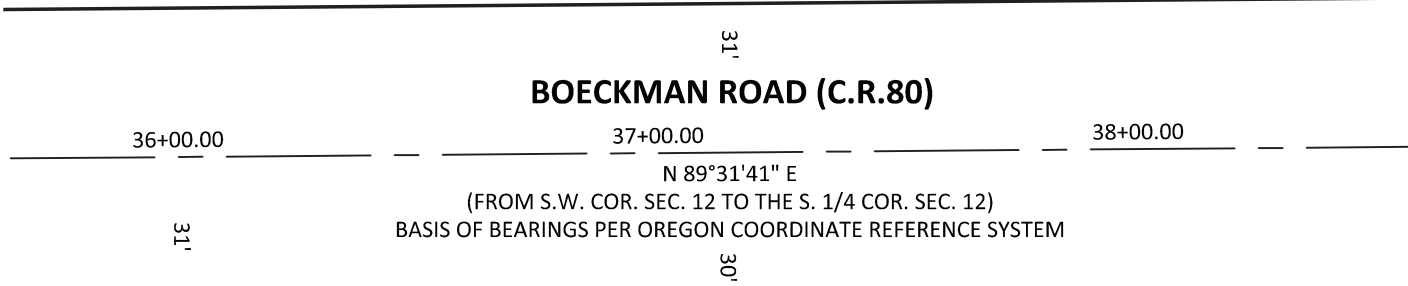 31'
BOECKMAN ROAD (C.R.80)
36+00.00
37+00.00
38+00.00
N 89°31'41" E
(FROM S.W. COR. SEC. 12 TO THE S. 1/4 COR. SEC. 12)
BASIS OF BEARINGS PER OREGON COORDINATE REFERENCE SYSTEM
31'
30'